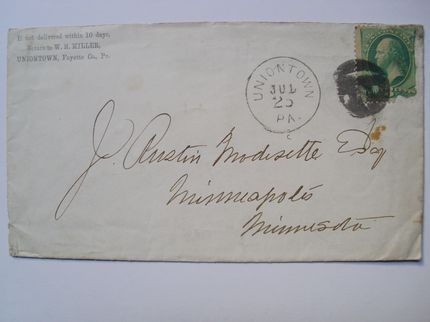 If not delivered within 10 days,
Return to W. H. MILLER,
UNIONTOWN, Fayette Co., Pa.
UNIONTOWN
JUL
25
PA.
J. Austin Modisette Esq
Minneapolis
Minnesota